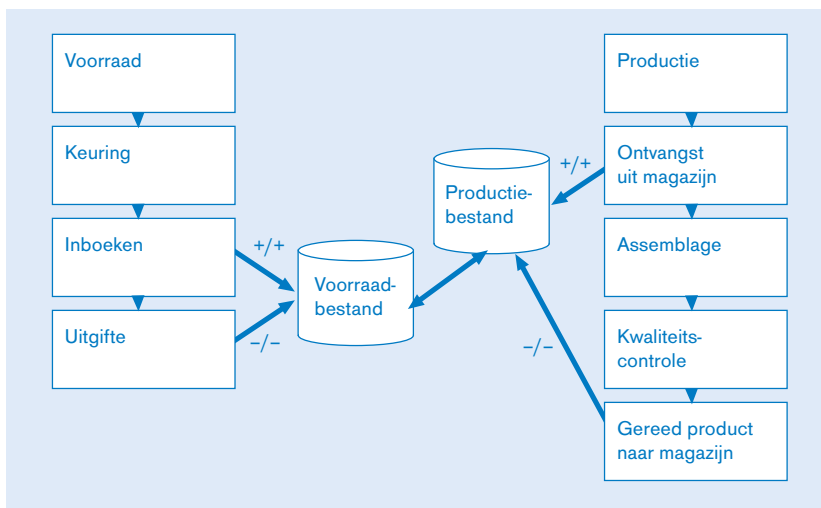 Voorraad
Keuring
Inboeken
Uitgifte
+/+
−/−
Voorraad-
bestand
Productie-
bestand
+/+
−/−
Productie
Ontvangst
uit magazijn
Assemblage
Kwaliteits-
controle
Gereed product
naar magazijn